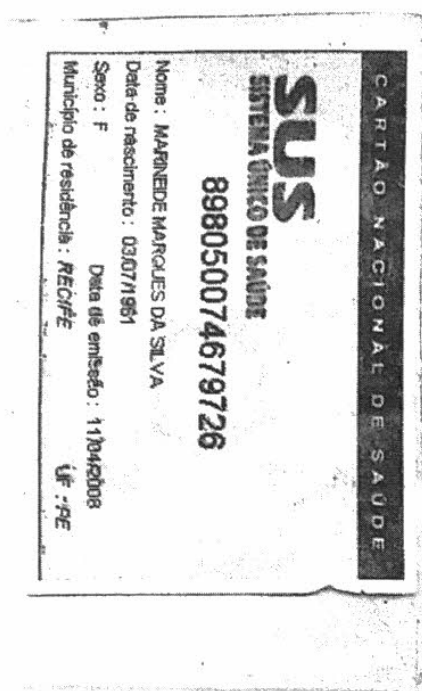 CARTÃO NACIONAL DE SAÚDE
SUS
SISTEMA ÚNICO DE SAÚDE
898050074679726
Nome : MARINEIDE MARQUES DA SILVA
Data de nascimento : 03/07/1961
Sexo : F Data de emissão : 11/04/2008
Município de residência : RECIFE UF : PE